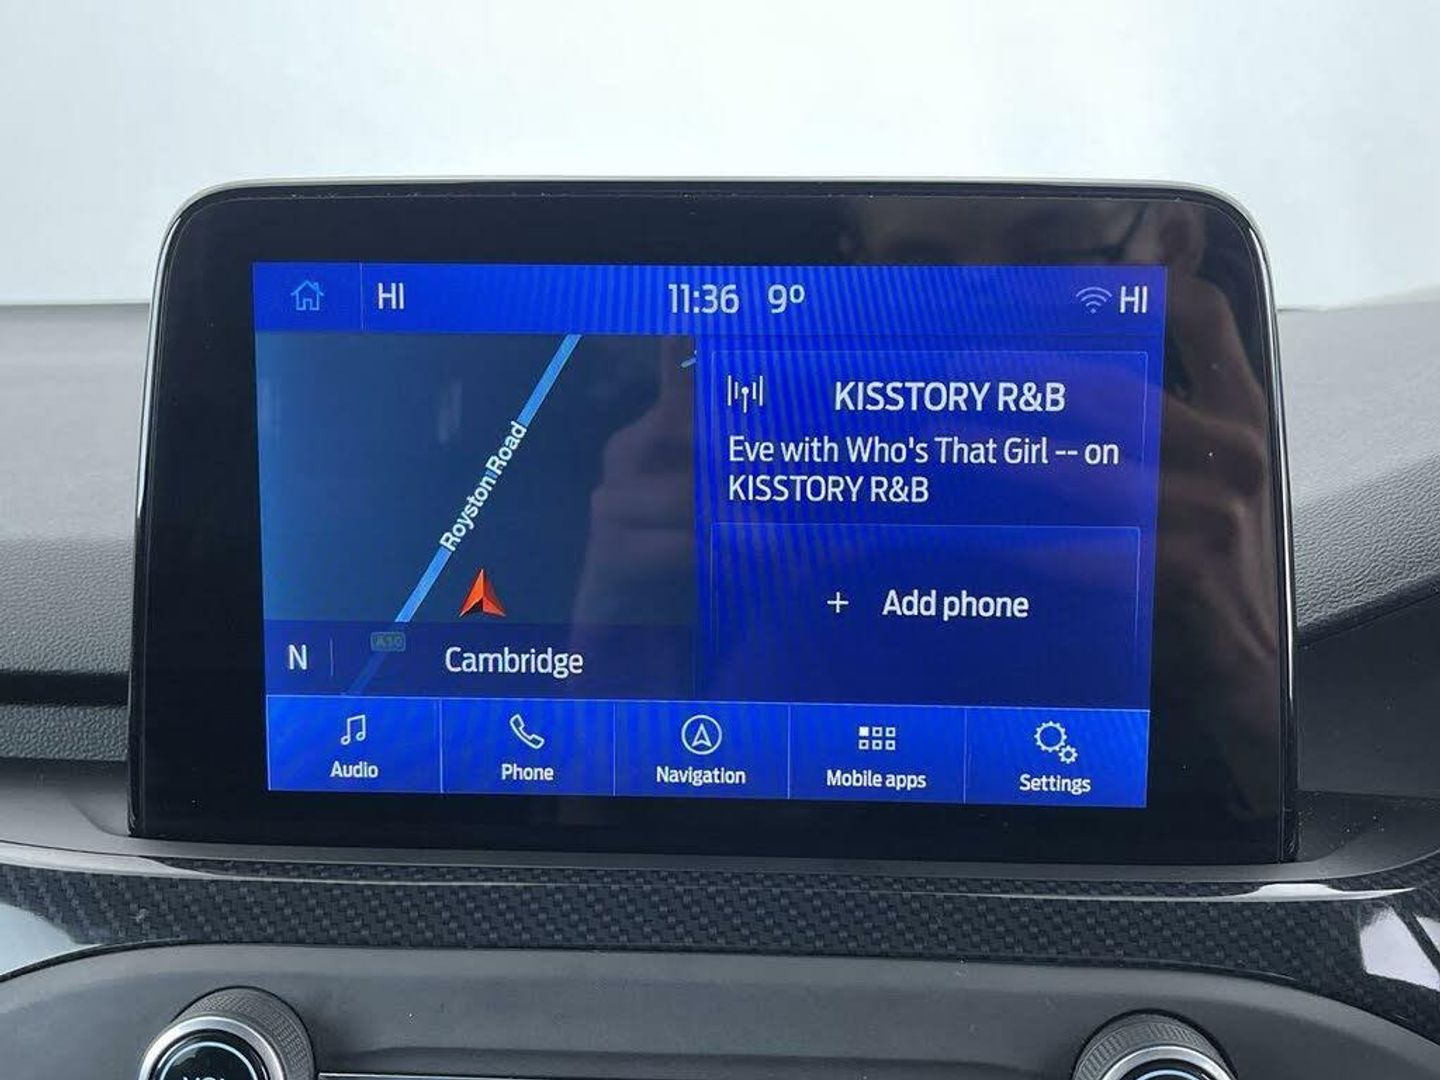 HI
11:36 9°
HI
Royston Road
A10
N
Cambridge
KISSTORY R&B
Eve with Who's That Girl -- on
KISSTORY R&B
+ Add phone
Audio
Phone
Navigation
Mobile apps
Settings